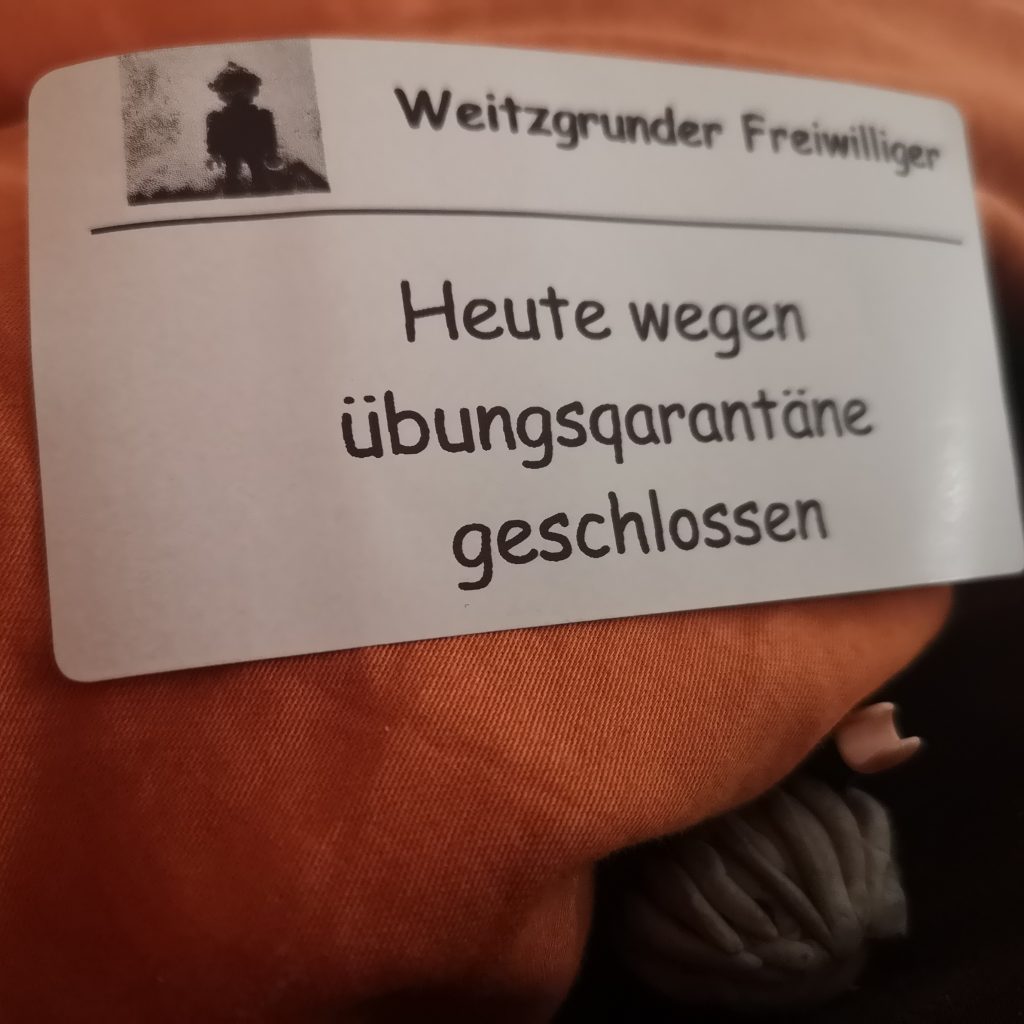 Weitzgrunder Freiwilliger
Heute wegen
übungsqarantäne
geschlossen